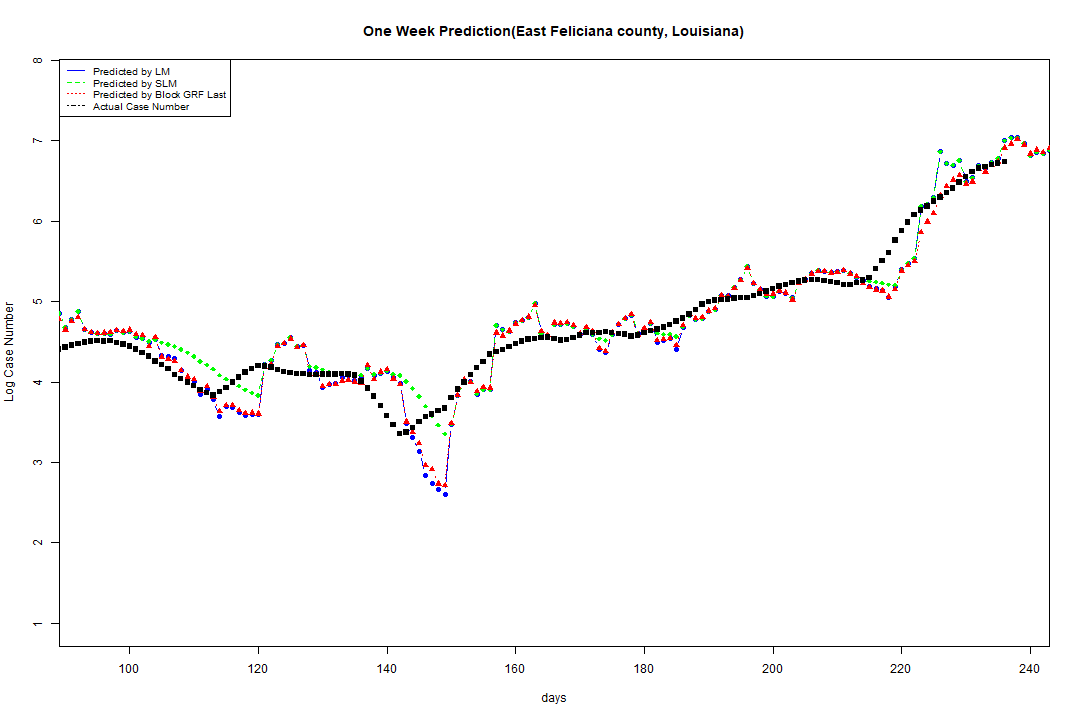 One Week Prediction(East Feliciana county, Louisiana)
Predicted by LM
Predicted by SLM
Predicted by Block GRF Last
Actual Case Number
Log Case Number
8
7
6
5
4
3
2
1
100 120 140 160 180 200 220 240
days